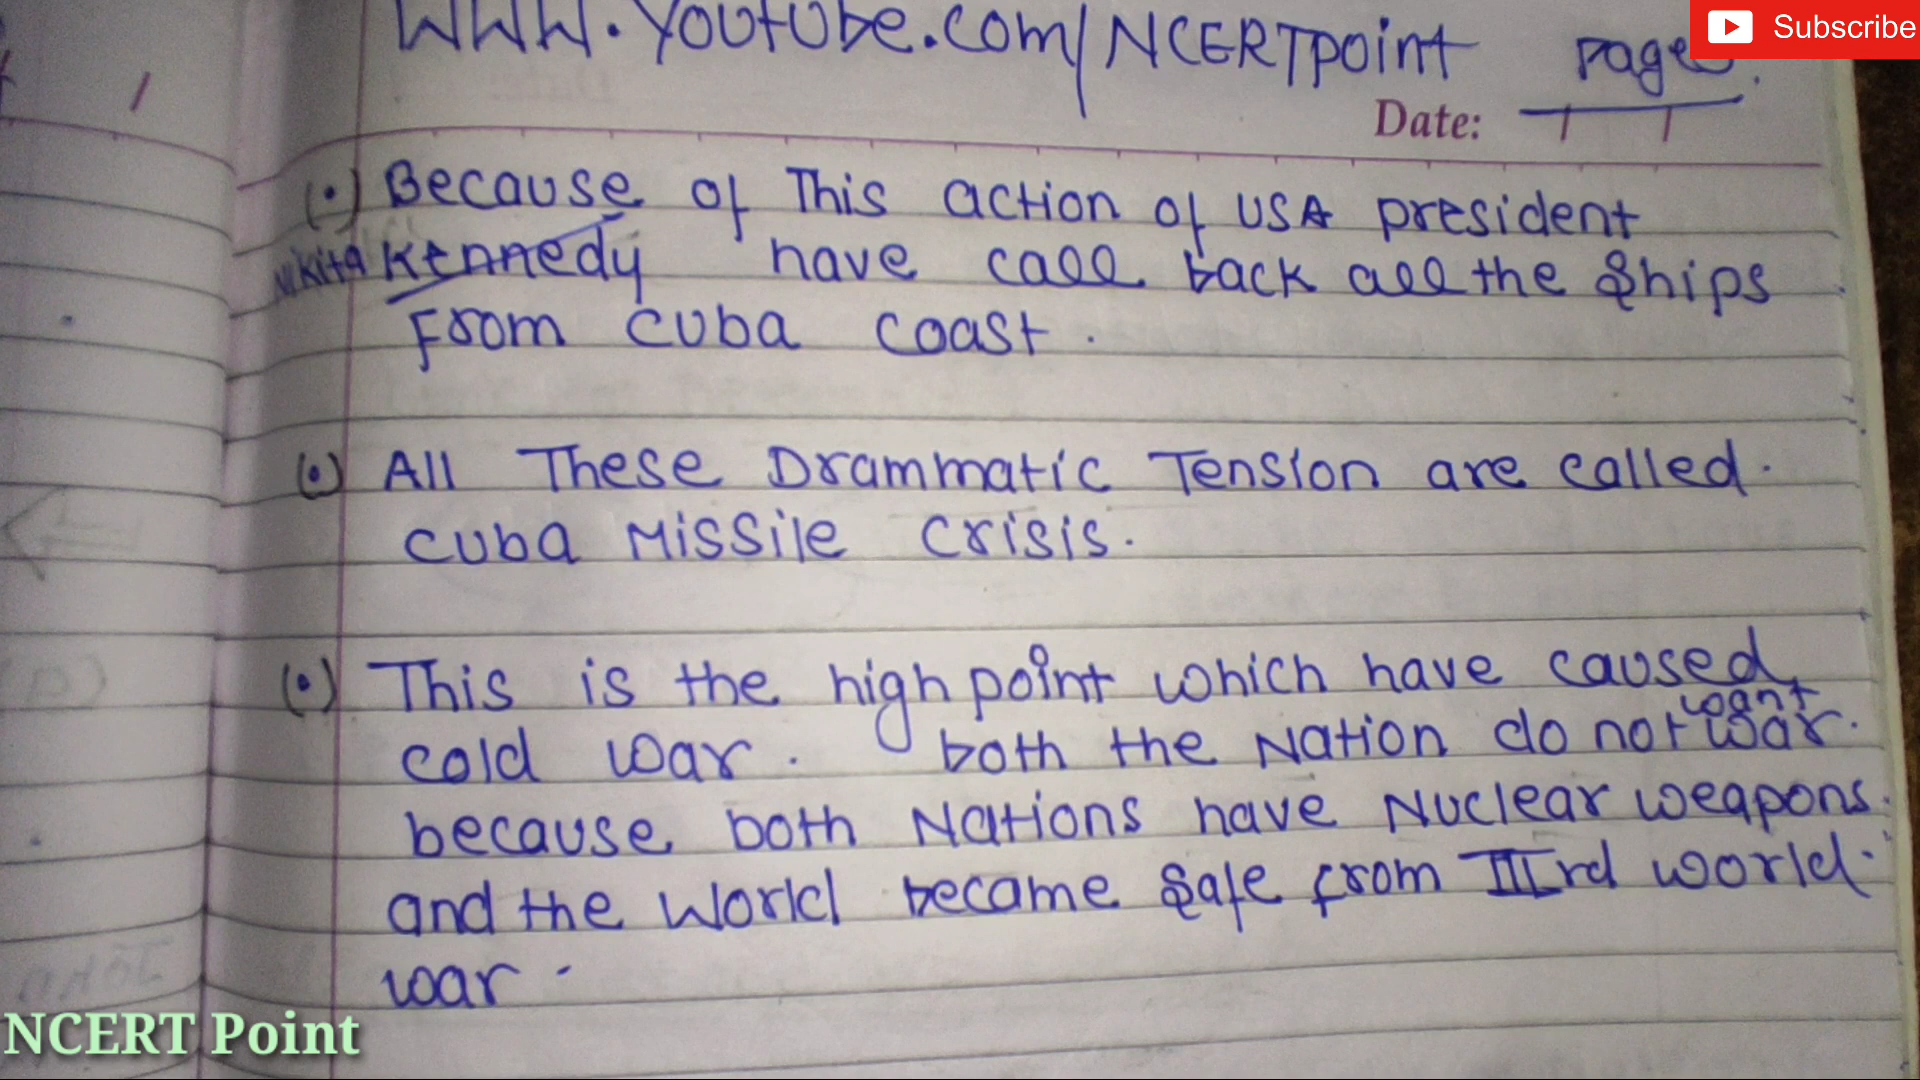 WWW.YouTube.com/NCERTPoint Page.
Subscribe
Date:
(•) Because of This action of USA president
Nikita Kennedy have call back all the ships
From Cuba coast.
(•) All These Drammatic Tension are called.
Cuba Missile crisis.
(•) This is the high point which have caused
cold war. both the Nation do not want war.
because both Nations have Nuclear weapons.
and the World became safe from IIIrd world.
war.
NCERT Point